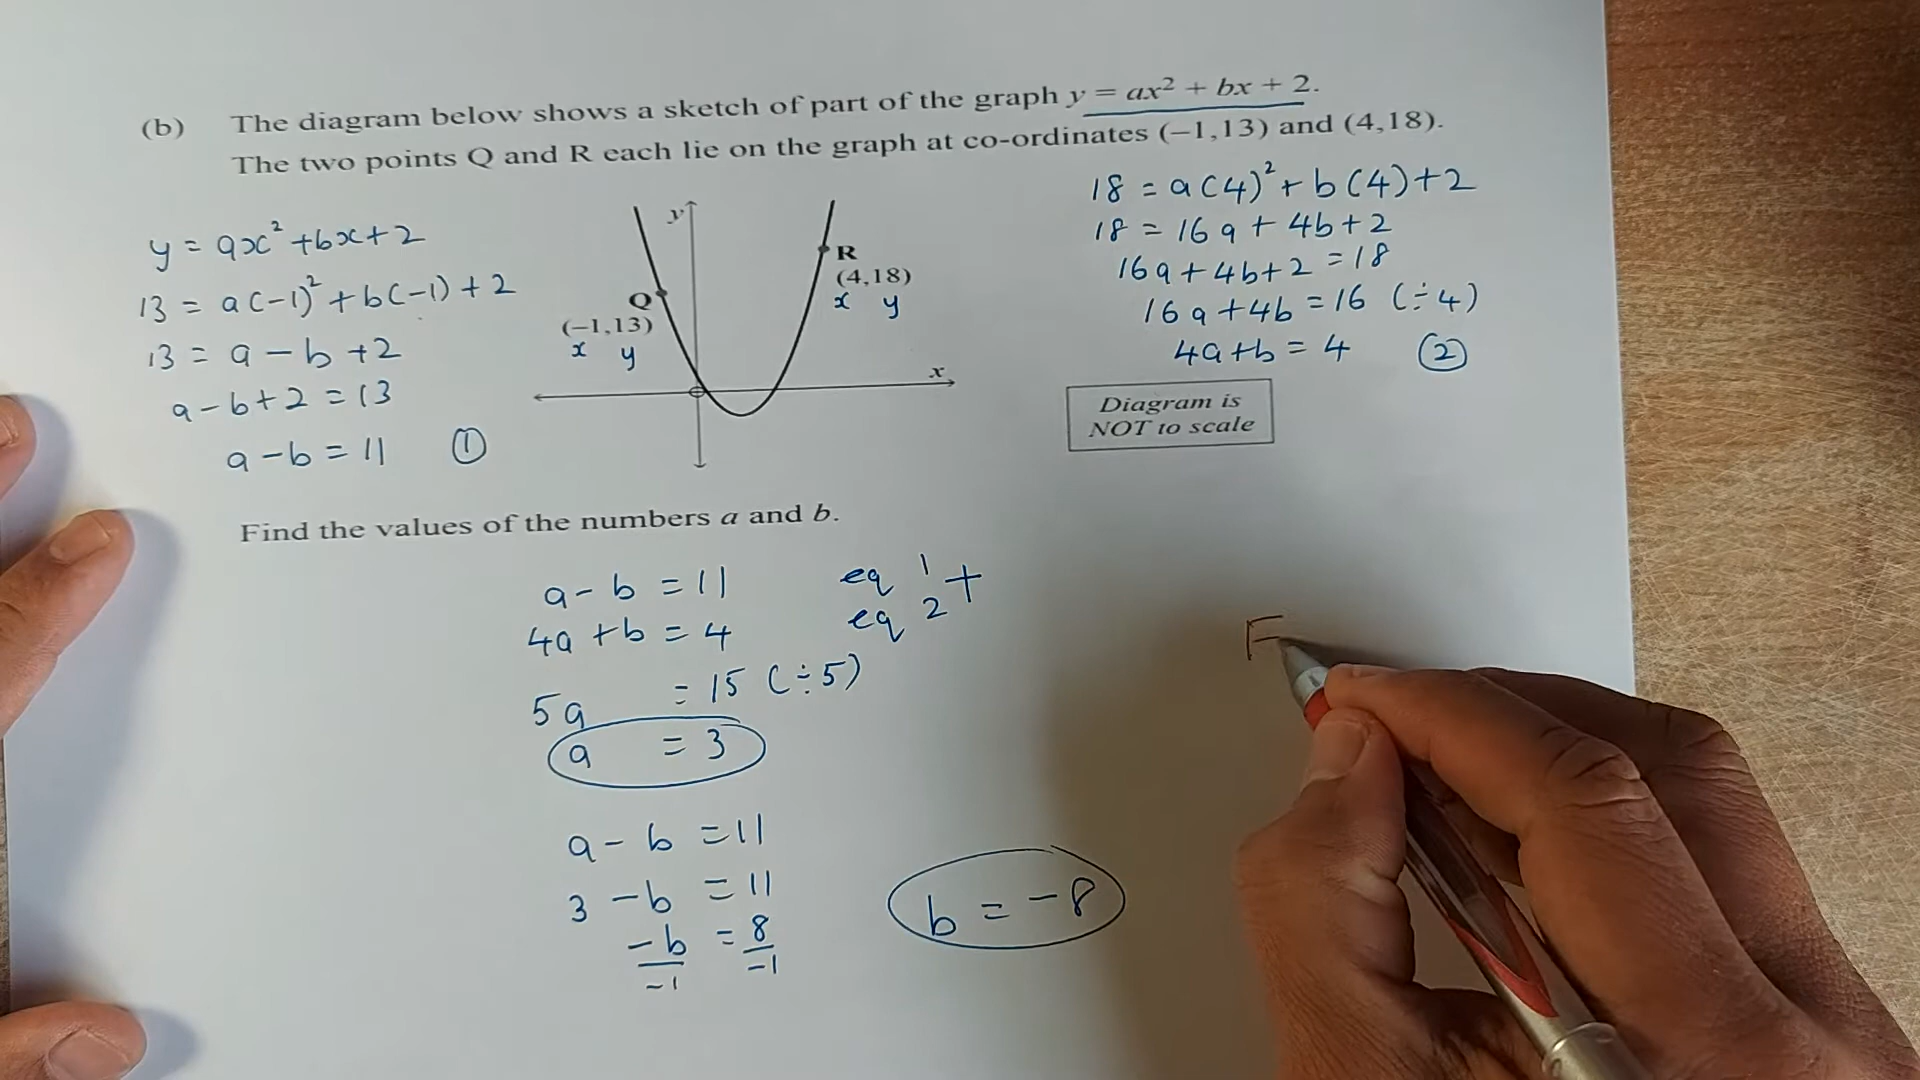 (b) The diagram below shows a sketch of part of the graph y = ax² + bx + 2.
The two points Q and R each lie on the graph at co-ordinates (−1,13) and (4,18).
y = ax² + bx + 2
13 = a(-1)² + b(-1) + 2
13 = a - b + 2
a - b + 2 = 13
a - b = 11 ①
y
Q
(−1,13)
x y
R
(4,18)
x y
x
18 = a(4)² + b(4) + 2
18 = 16a + 4b + 2
16a + 4b + 2 = 18
16a + 4b = 16 (÷4)
4a + b = 4 ②
Diagram is
NOT to scale
Find the values of the numbers a and b.
a - b = 11 eq 1 +
4a + b = 4 eq 2
5a = 15 (÷5)
a = 3
a - b = 11
3 - b = 11
-b = 8
-1 -1
b = -8
F